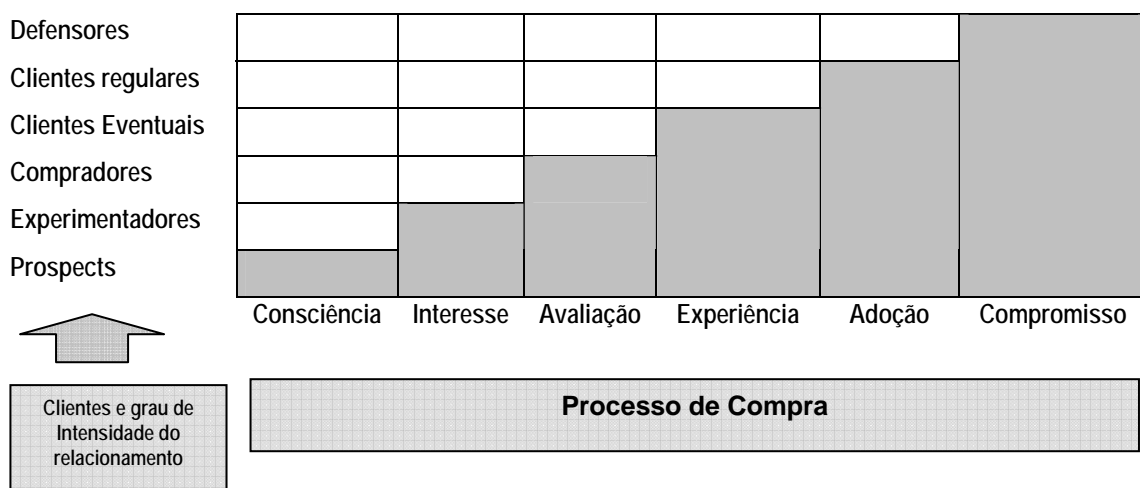 Defensores
Clientes regulares
Clientes Eventuais
Compradores
Experimentadores
Prospects
Consciência Interesse Avaliação Experiência Adoção Compromisso
Clientes e grau de
Intensidade do
relacionamento
Processo de Compra